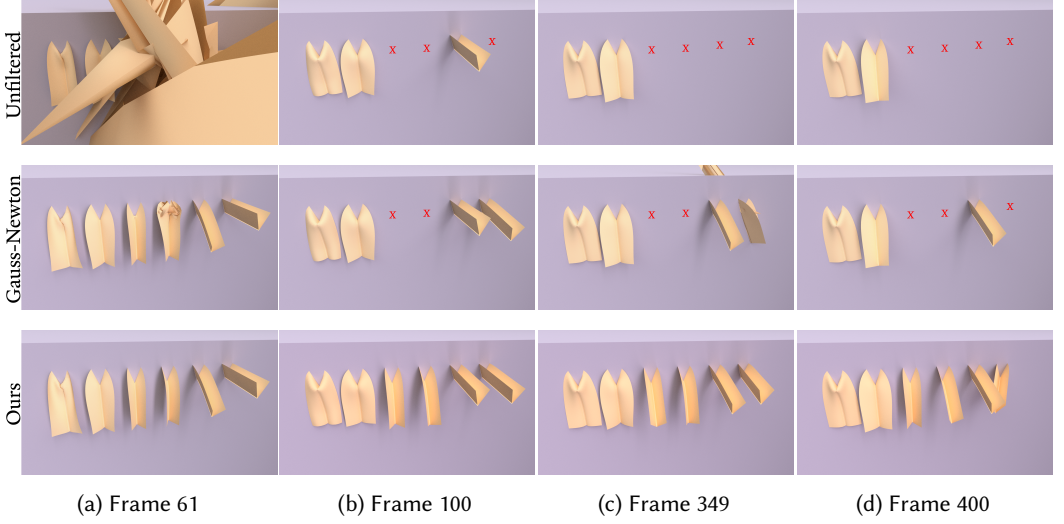 Unfiltered
x x x
x x x x
x x x x
Gauss-Newton
x x
x x
x x x
Ours
(a) Frame 61
(b) Frame 100
(c) Frame 349
(d) Frame 400